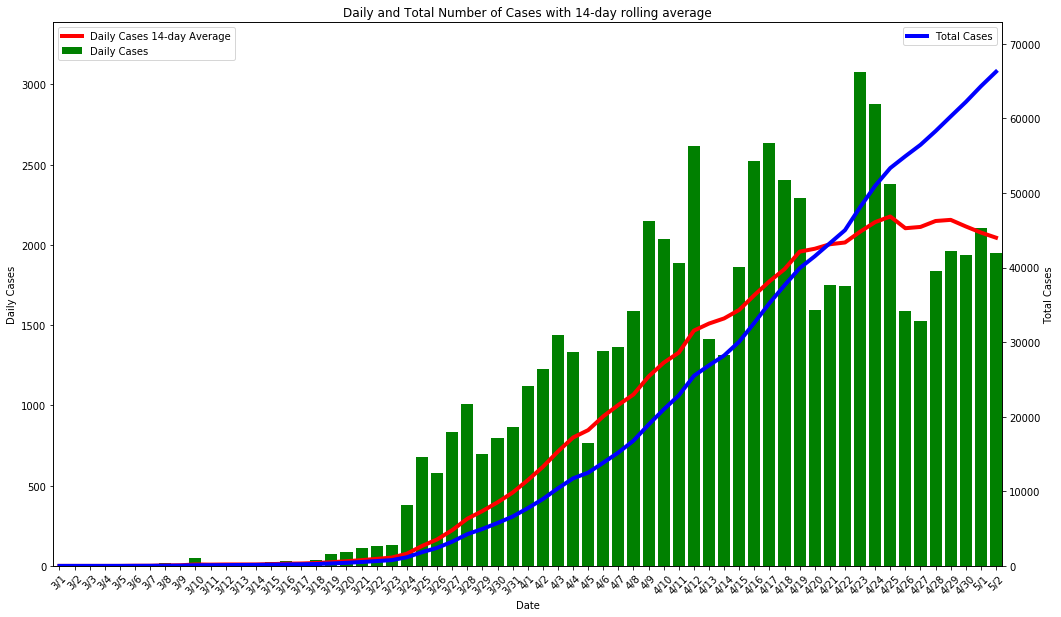 Daily and Total Number of Cases with 14-day rolling average
Daily Cases 14-day Average
Daily Cases
Total Cases
3000
2500
2000
1500
1000
500
0
Daily Cases
70000
60000
50000
40000
30000
20000
10000
0
Total Cases
3/1 3/2 3/3 3/4 3/5 3/6 3/7 3/8 3/9 3/10 3/11 3/12 3/13 3/14 3/15 3/16 3/17 3/18 3/19 3/20 3/21 3/22 3/23 3/24 3/25 3/26 3/27 3/28 3/29 3/30 3/31 4/1 4/2 4/3 4/4 4/5 4/6 4/7 4/8 4/9 4/10 4/11 4/12 4/13 4/14 4/15 4/16 4/17 4/18 4/19 4/20 4/21 4/22 4/23 4/24 4/25 4/26 4/27 4/28 4/29 4/30 5/1 5/2
Date